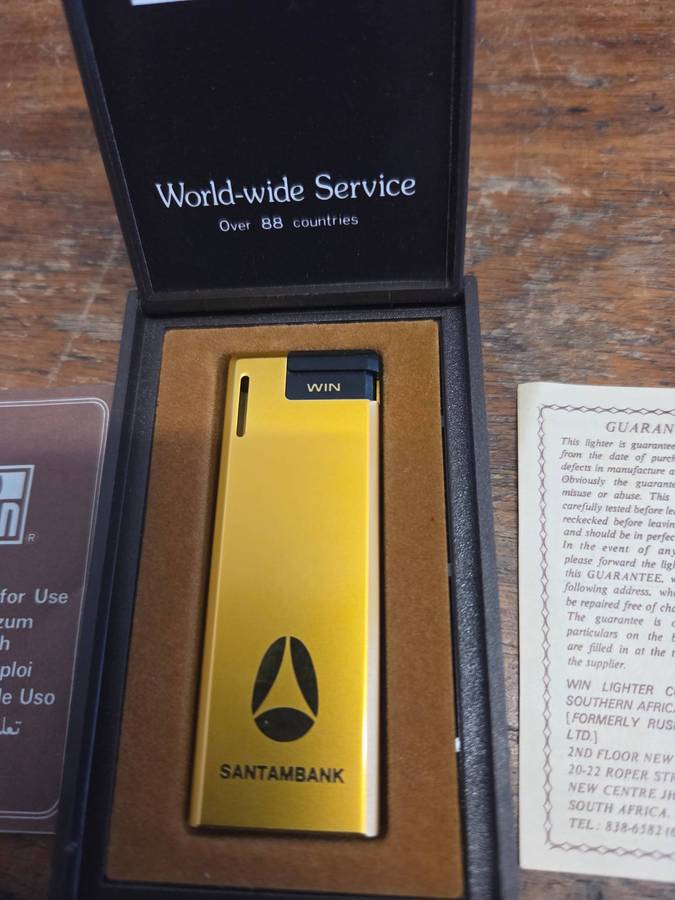 World-wide Service
Over 88 countries
WIN
SANTAMBANK
n
R
for Use
zum
h
ploi
le Uso
تعل
GUARAN
This lighter is guarantee
from the date of purch
defects in manufacture a
Obviously the guarante
misuse or abuse. This
carefully tested before lea
reckecked before leavin
and should be in perfec
In the event of any
please forward the ligh
this GUARANTEE, w
following address, whe
be repaired free of cha
The guarantee is o
particulars on the b
are filled in at the t
the supplier.
WIN LIGHTER CO
SOUTHERN AFRICA
[FORMERLY RUS
LTD.]
2ND FLOOR NEW
20-22 ROPER STR
NEW CENTRE JH
SOUTH AFRICA.
TEL: 838-6582 (6